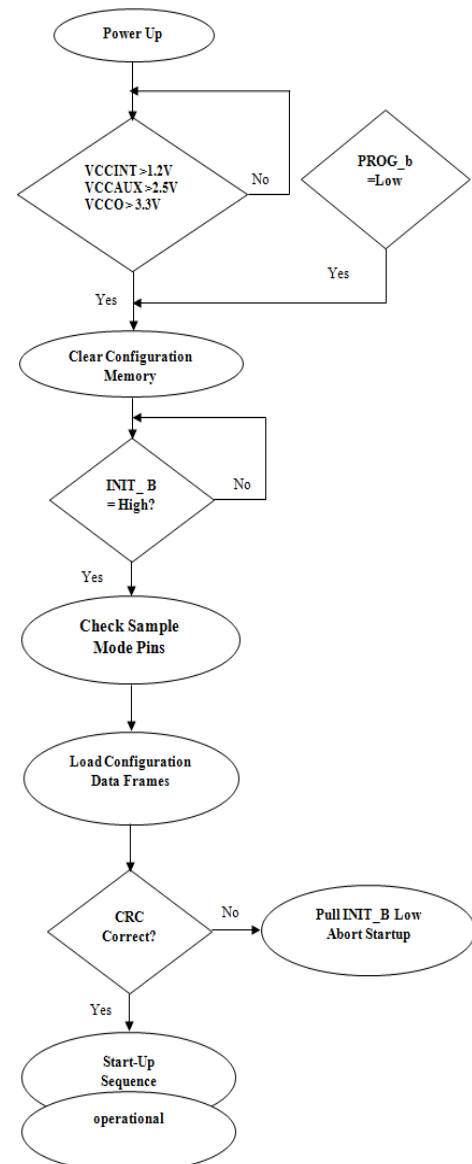 Power Up
VCCINT >1.2V
VCCAUX >2.5V
VCCO > 3.3V
No
PROG_b
=Low
Yes
Yes
Clear Configuration
Memory
INIT_ B
= High?
No
Yes
Check Sample
Mode Pins
Load Configuration
Data Frames
CRC
Correct?
No
Pull INIT_B Low
Abort Startup
Yes
Start-Up
Sequence
operational